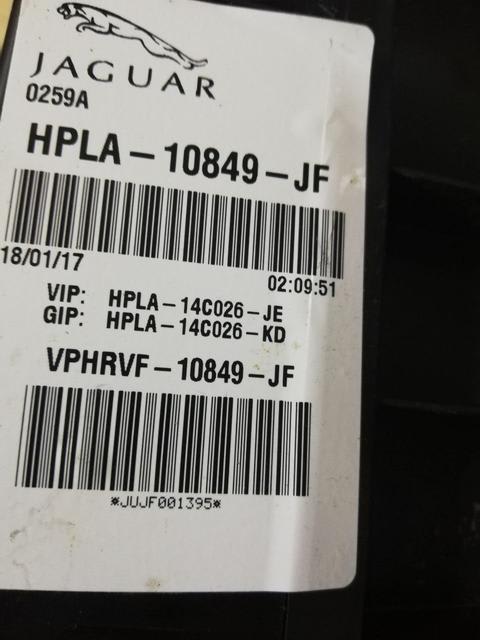 JAGUAR
0259A
HPLA-10849-JF
18/01/17 02:09:51
VIP: HPLA-14C026-JE
GIP: HPLA-14C026-KD
VPHRVF-10849-JF
*JUJF001395*